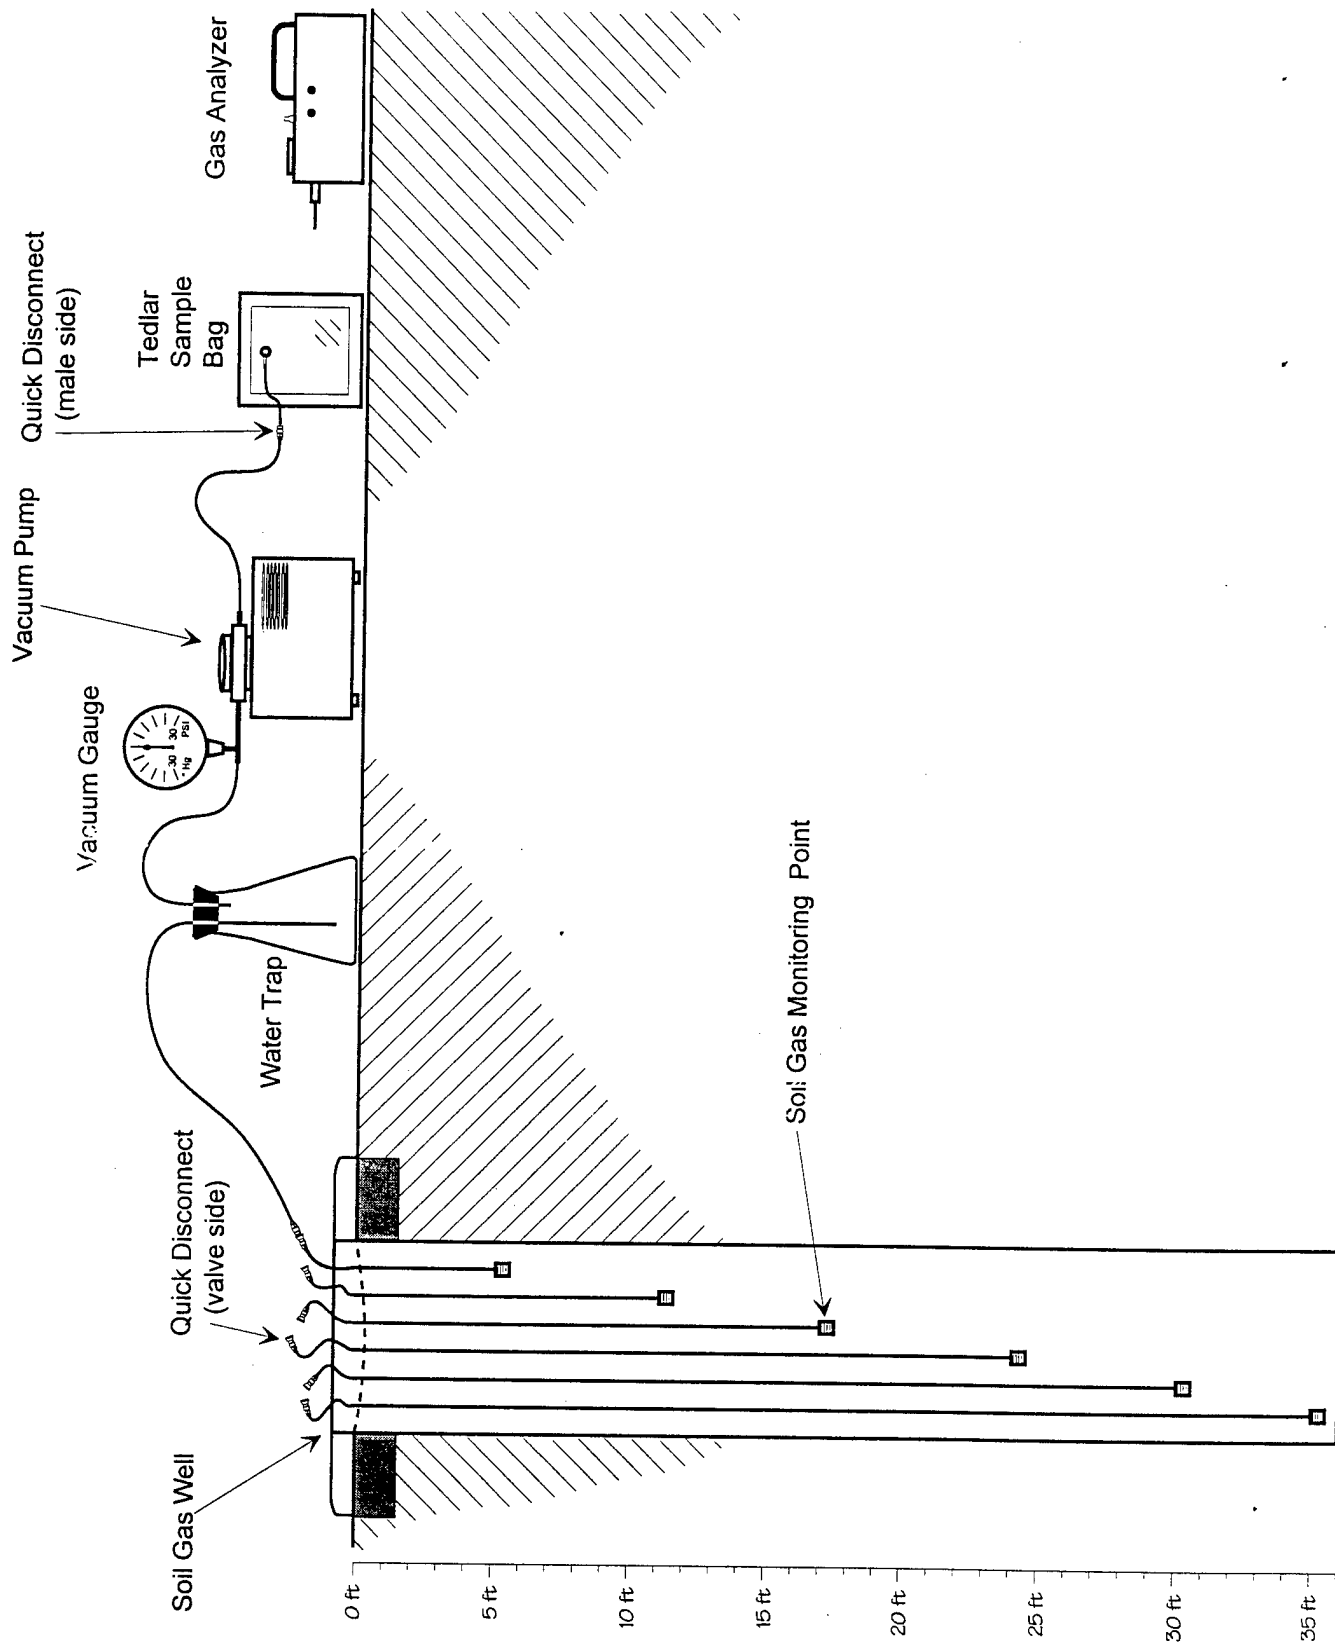 Gas Analyzer
Quick Disconnect
(male side)
Tedlar
Sample
Bag
Vacuum Pump
Vacuum Gauge
30 30
"Hg PSI
Water Trap
Quick Disconnect
(valve side)
Soil Gas Well
Soil Gas Monitoring Point
0 ft
5 ft
10 ft
15 ft
20 ft
25 ft
30 ft
35 ft